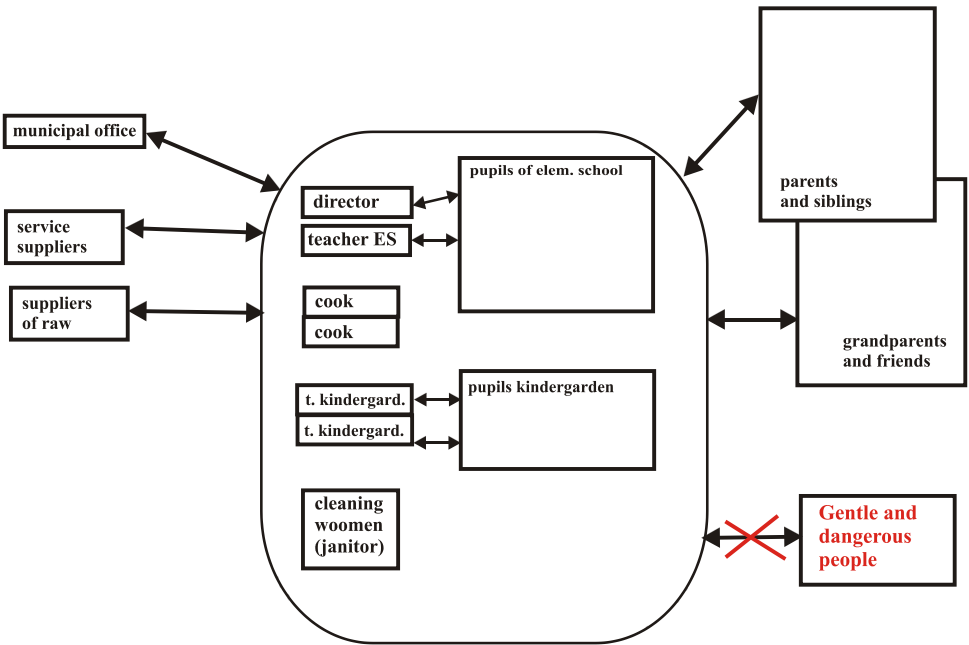 municipal office
service
suppliers
suppliers
of raw
director
teacher ES
cook
cook
t. kindergard.
t. kindergard.
cleaning
woomen
(janitor)
pupils of elem. school
pupils kindergarden
parents
and siblings
grandparents
and friends
Gentle and
dangerous
people